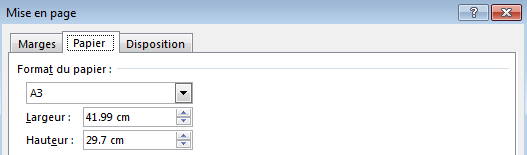 Mise en page
Marges Papier Disposition
Format du papier :
A3
Largeur : 41.99 cm
Hauteur : 29.7 cm